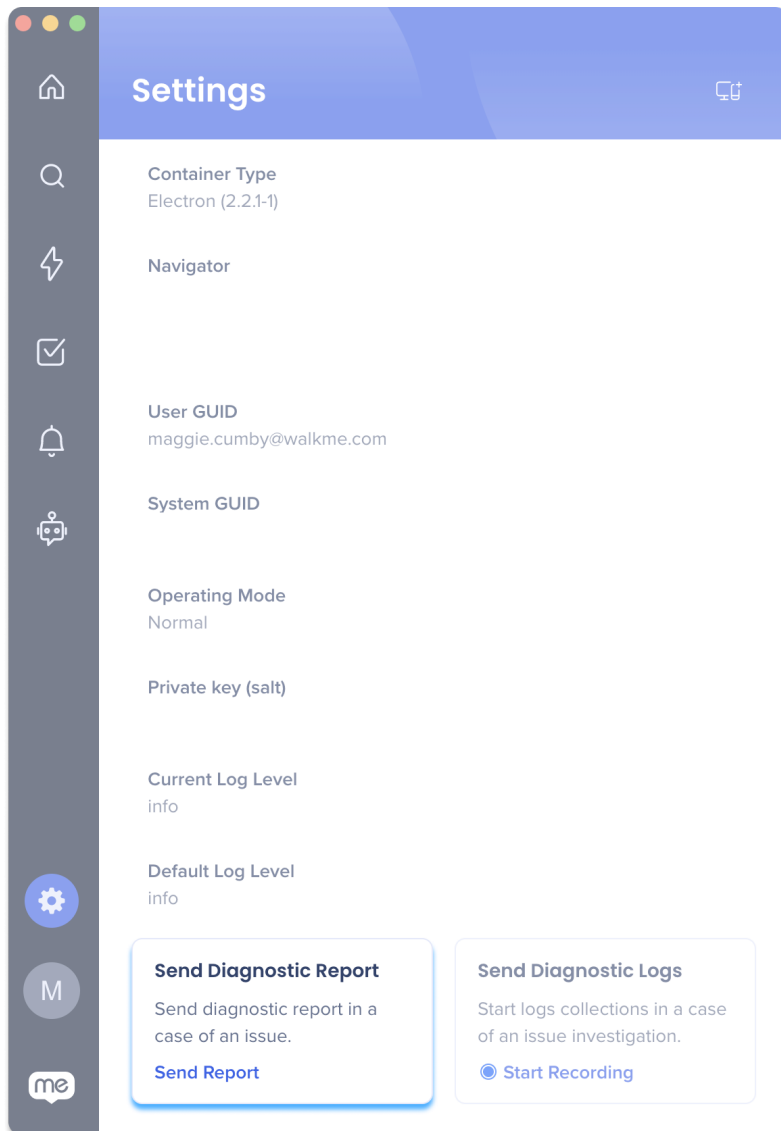 Settings
Container Type
Electron (2.2.1-1)
Navigator
User GUID
maggie.cumby@walkme.com
System GUID
Operating Mode
Normal
Private key (salt)
Current Log Level
info
Default Log Level
info
Send Diagnostic Report
Send diagnostic report in a
case of an issue.
Send Report
Send Diagnostic Logs
Start logs collections in a case
of an issue investigation.
Start Recording
M
me